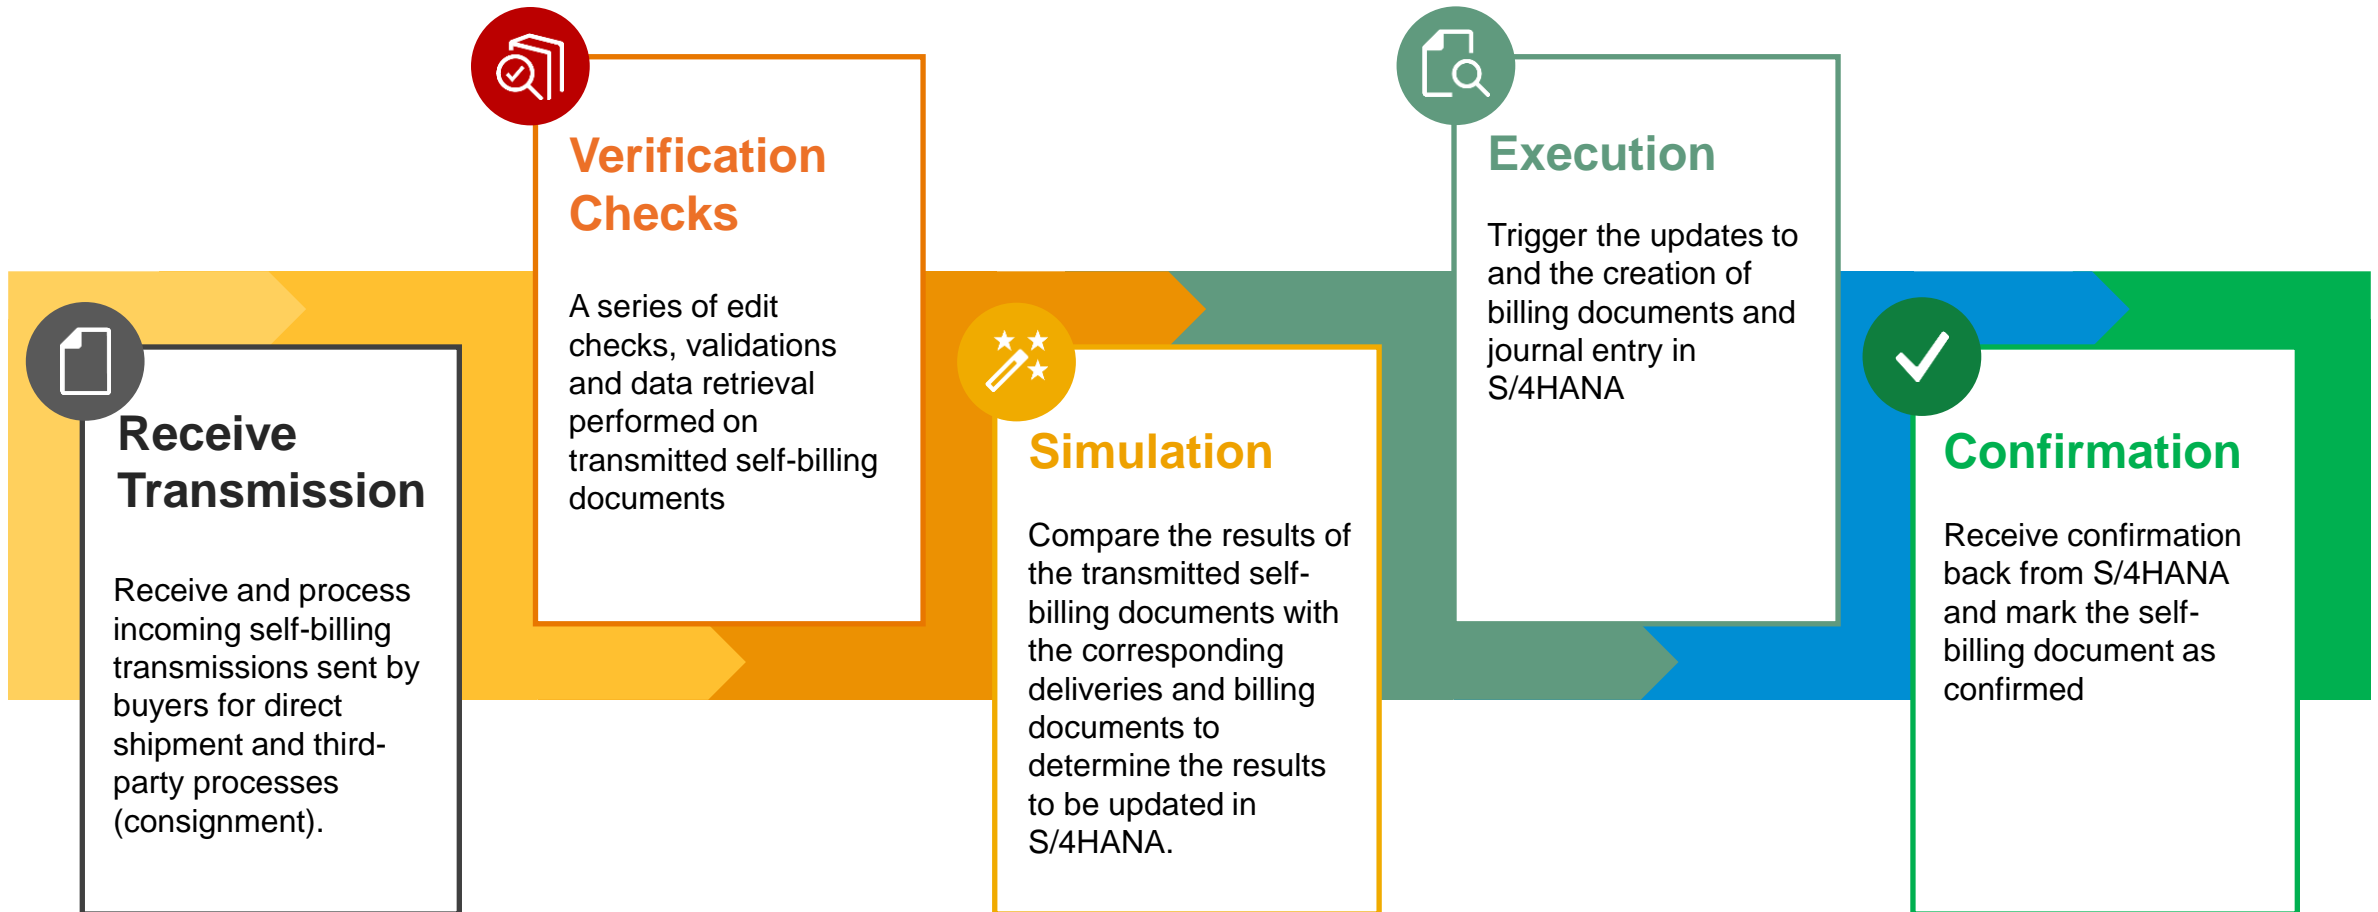 Receive
Transmission
Receive and process
incoming self-billing
transmissions sent by
buyers for direct
shipment and third-
party processes
(consignment).
Verification
Checks
A series of edit
checks, validations
and data retrieval
performed on
transmitted self-billing
documents
Simulation
Compare the results of
the transmitted self-
billing documents with
the corresponding
deliveries and billing
documents to
determine the results
to be updated in
S/4HANA.
Execution
Trigger the updates to
and the creation of
billing documents and
journal entry in
S/4HANA
Confirmation
Receive confirmation
back from S/4HANA
and mark the self-
billing document as
confirmed